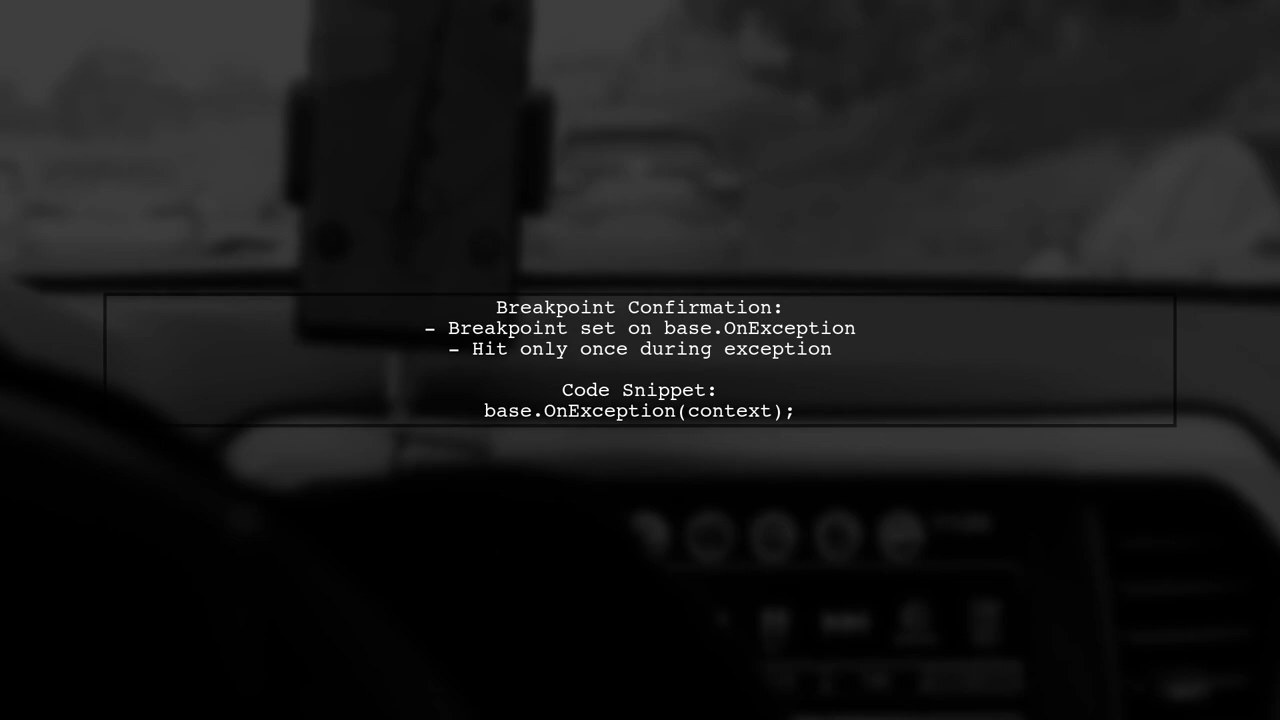 Breakpoint Confirmation:
– Breakpoint set on base.OnException
– Hit only once during exception
Code Snippet:
base.OnException(context);